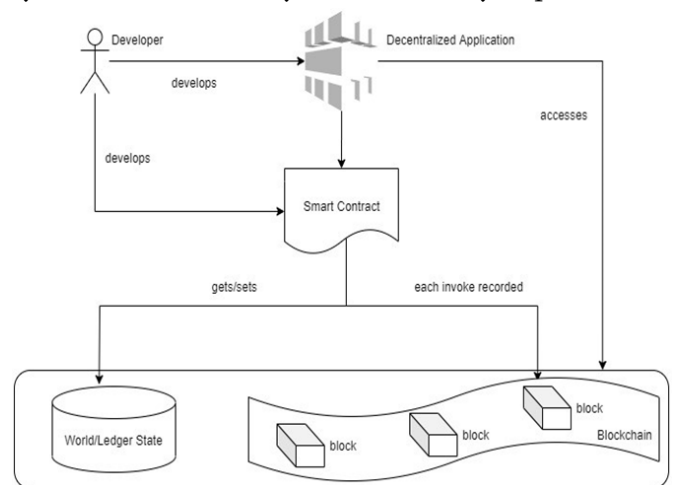 Developer
Decentralized Application
develops
accesses
develops
Smart Contract
gets/sets
each invoke recorded
World/Ledger State
block
block
block
Blockchain